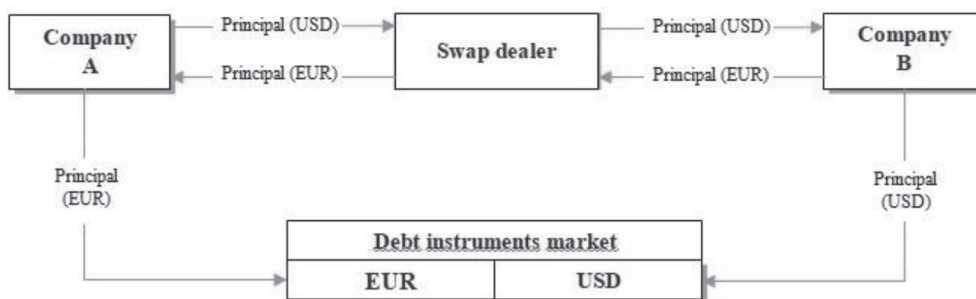 Company
A
Principal (USD)
Principal (EUR)
Swap dealer
Principal (USD)
Principal (EUR)
Company
B
Principal
(EUR)
Principal
(USD)
Debt instruments market
EUR
USD